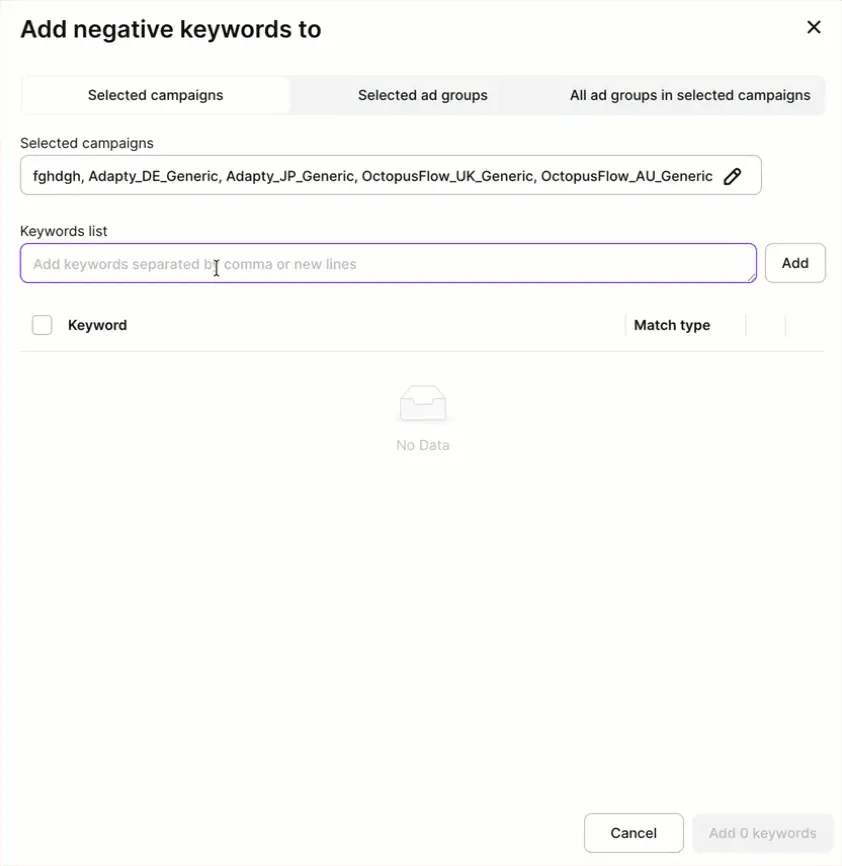 Add negative keywords to
Selected campaigns Selected ad groups All ad groups in selected campaigns
Selected campaigns
fghdgh, Adapty_DE_Generic, Adapty_JP_Generic, OctopusFlow_UK_Generic, OctopusFlow_AU_Generic
Keywords list
Add keywords separated by comma or new lines
Add
Keyword Match type
No Data
Cancel Add 0 keywords